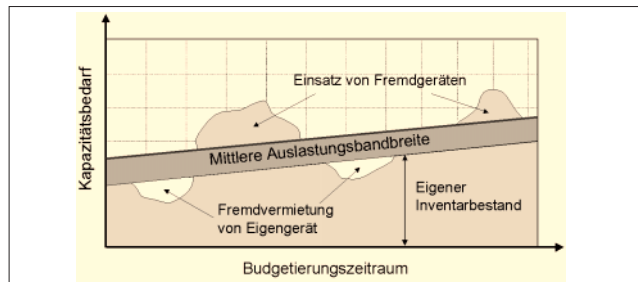 Kapazitätsbedarf
Einsatz von Fremdgeräten
Mittlere Auslastungsbandbreite
Fremdvermietung
von Eigengerät
Eigener
Inventarbestand
Budgetierungszeitraum